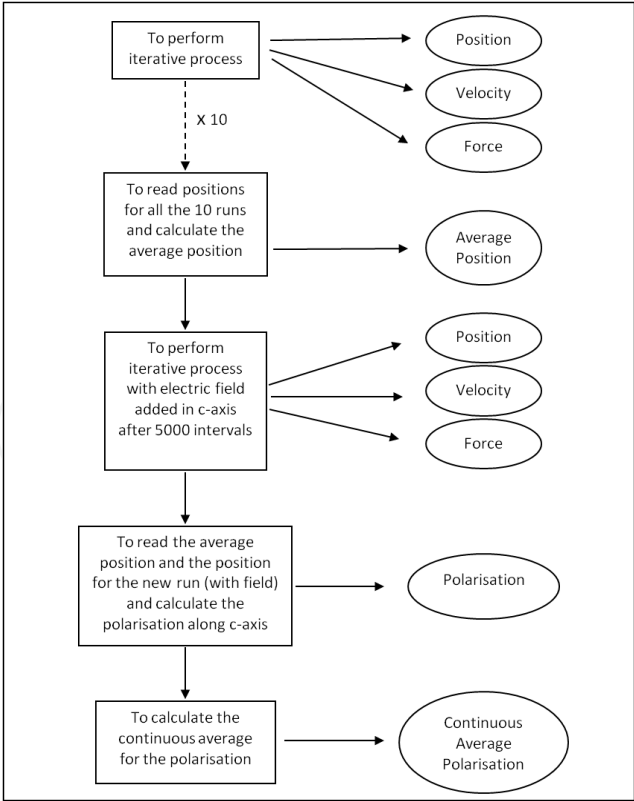 To perform
iterative process
Position
Velocity
Force
x 10
To read positions
for all the 10 runs
and calculate the
average position
Average
Position
To perform
iterative process
with electric field
added in c-axis
after 5000 intervals
Position
Velocity
Force
To read the average
position and the position
for the new run (with field)
and calculate the
polarisation along c-axis
Polarisation
To calculate the
continuous average
for the polarisation
Continuous
Average
Polarisation